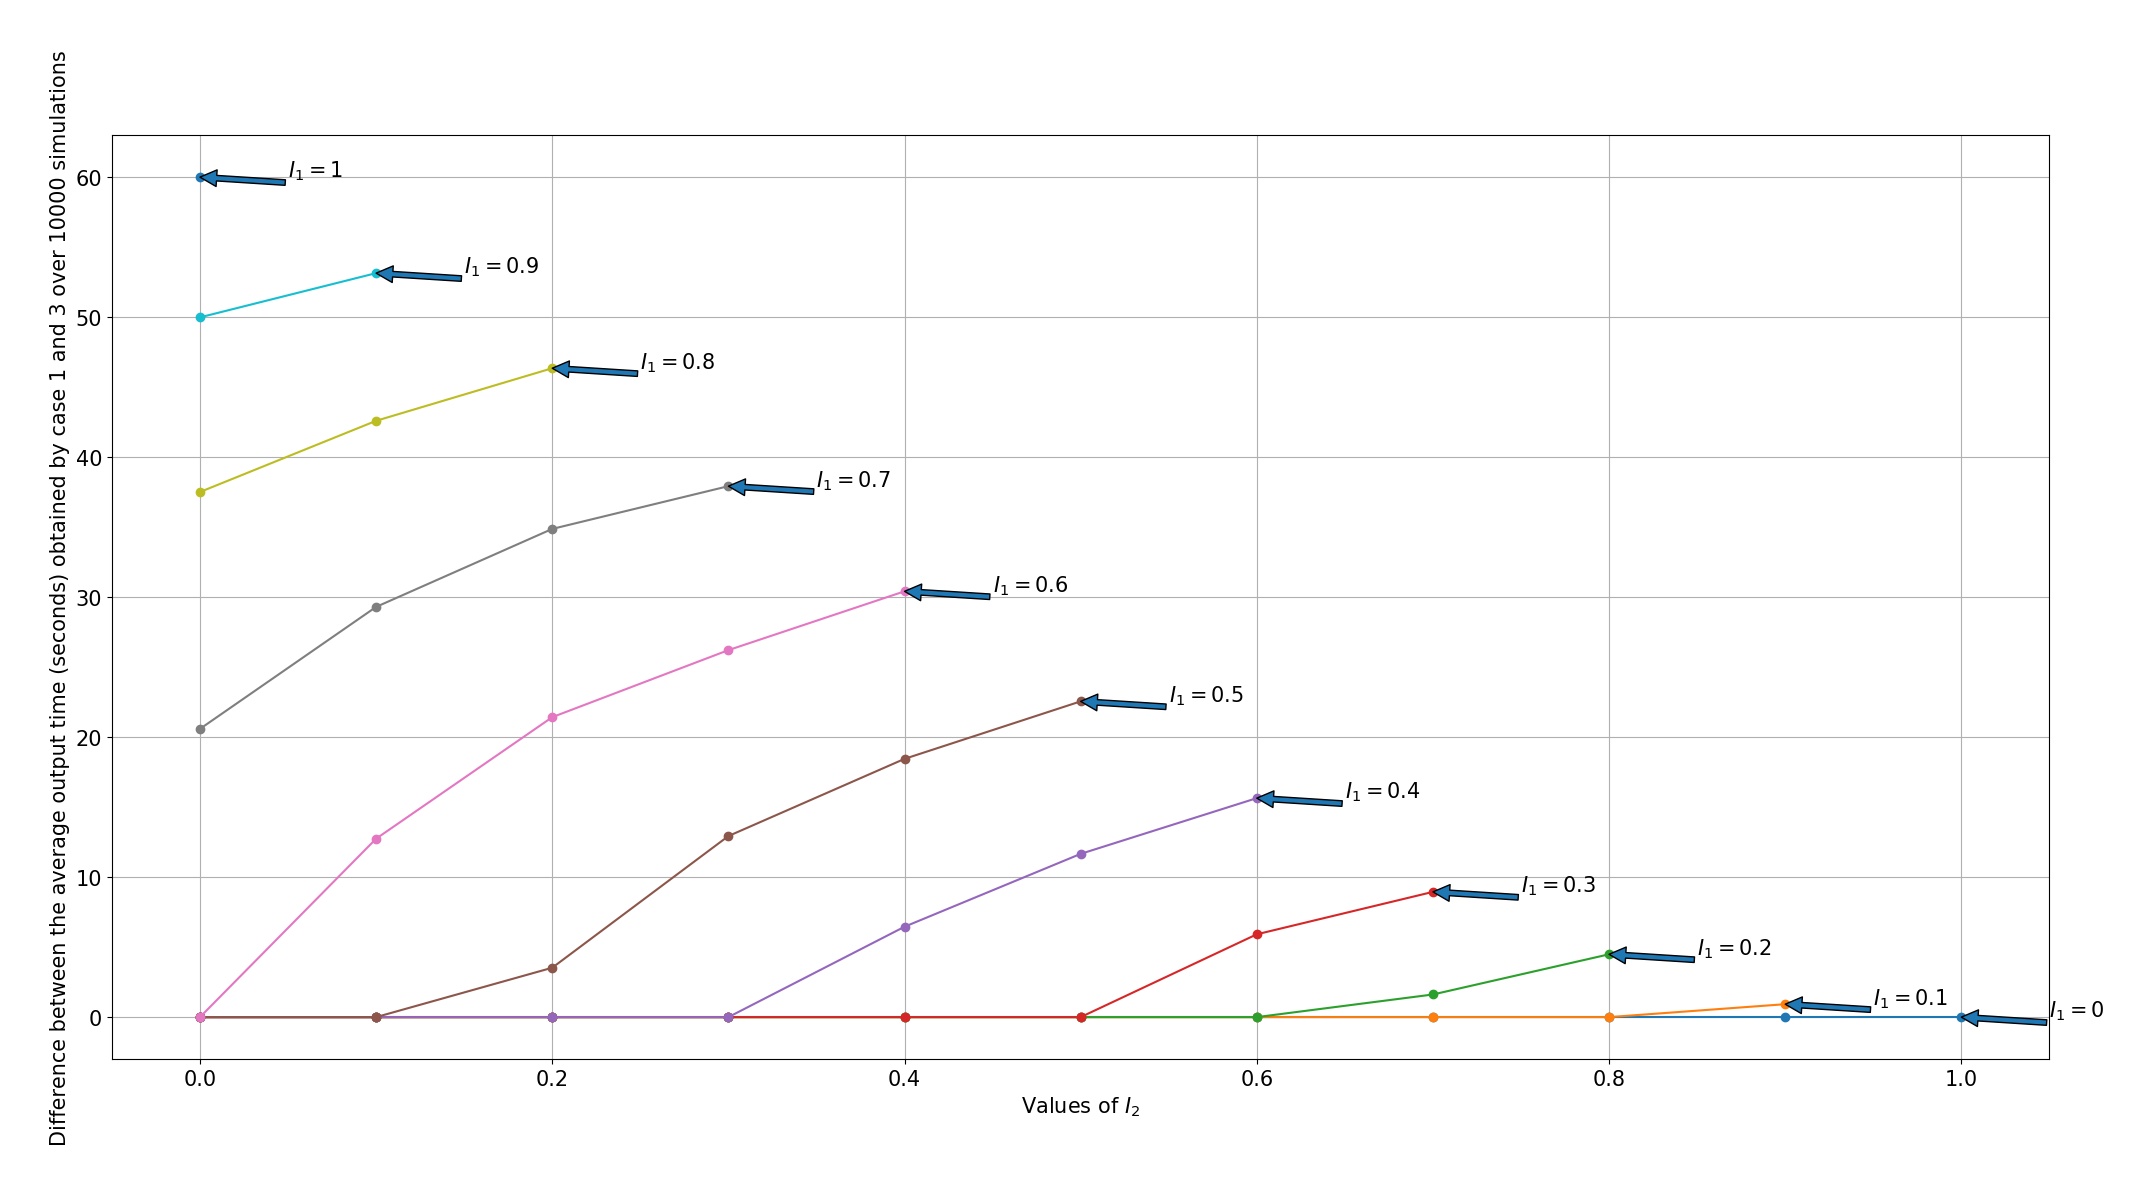 Difference between the average output time (seconds) obtained by case 1 and 3 over 10000 simulations
60
50
40
30
20
10
0
I₁ = 1
I₁ = 0.9
I₁ = 0.8
I₁ = 0.7
I₁ = 0.6
I₁ = 0.5
I₁ = 0.4
I₁ = 0.3
I₁ = 0.2
I₁ = 0.1
I₁ = 0
0.0 0.2 0.4 0.6 0.8 1.0
Values of I₂